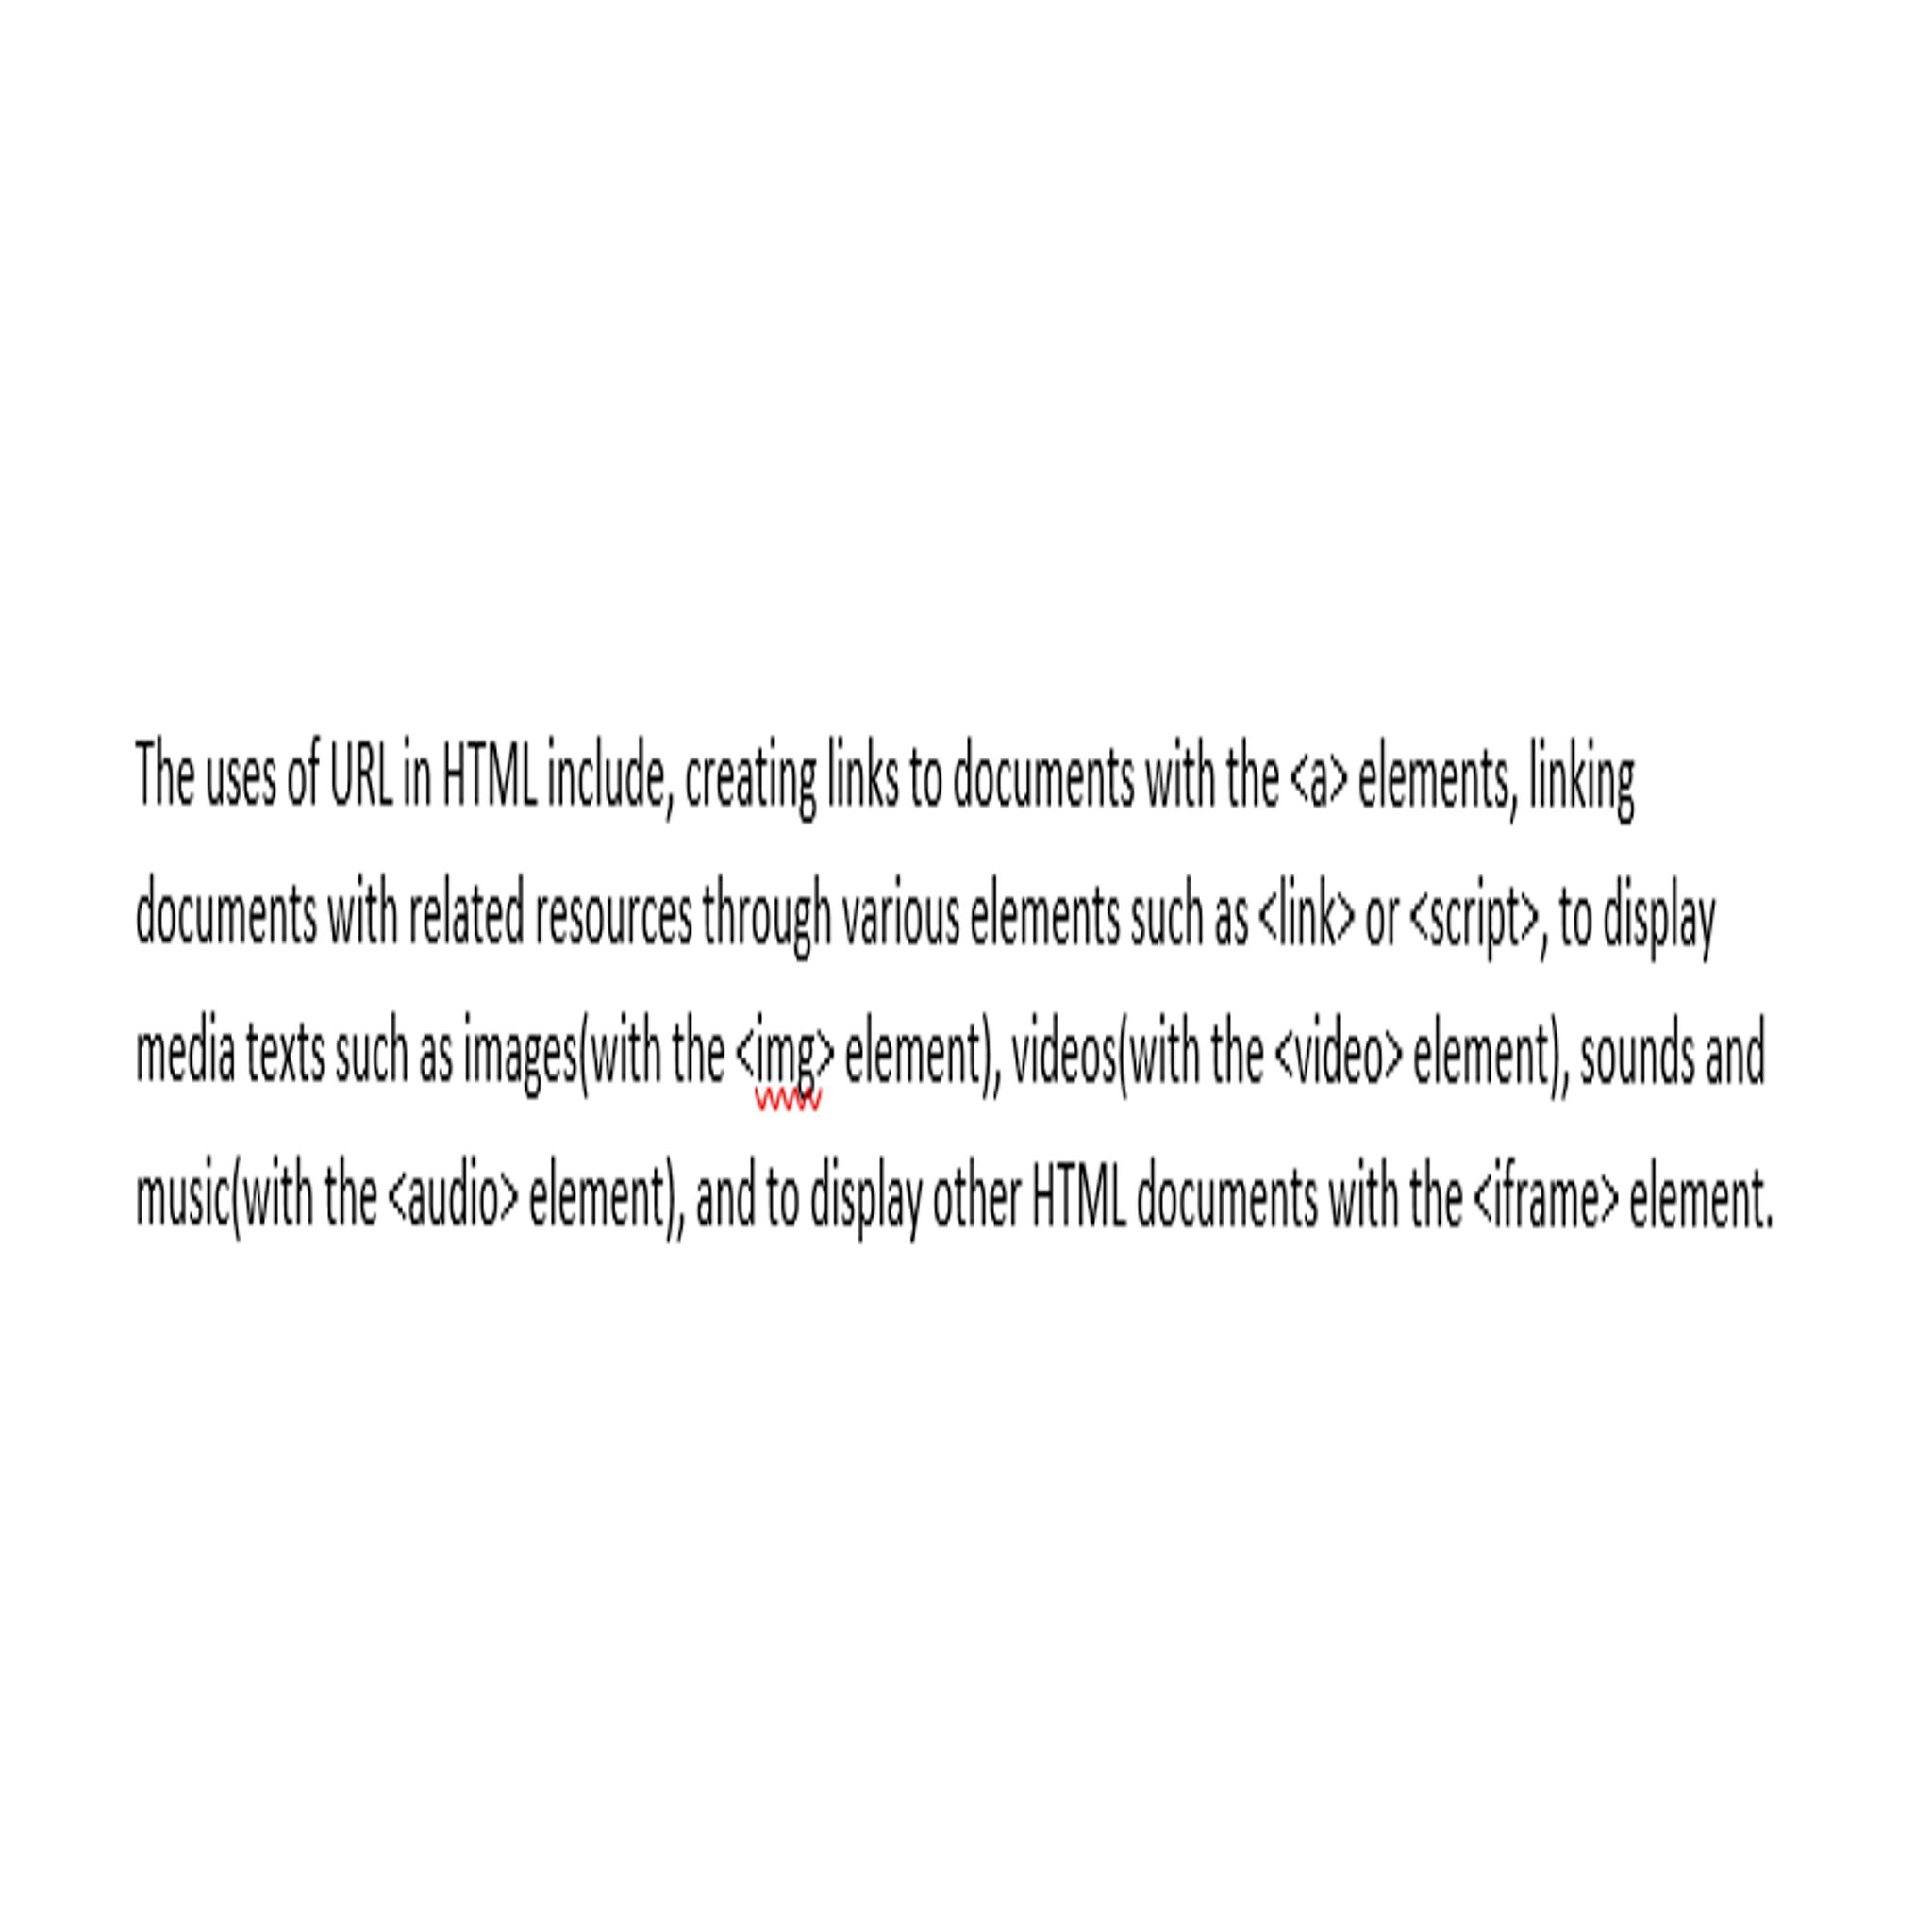 The uses of URL in HTML include, creating links to documents with the <a> elements, linking
documents with related resources through various elements such as <link> or <script>, to display
media texts such as images(with the <img> element), videos(with the <video> element), sounds and
music(with the <audio> element), and to display other HTML documents with the <iframe> element.